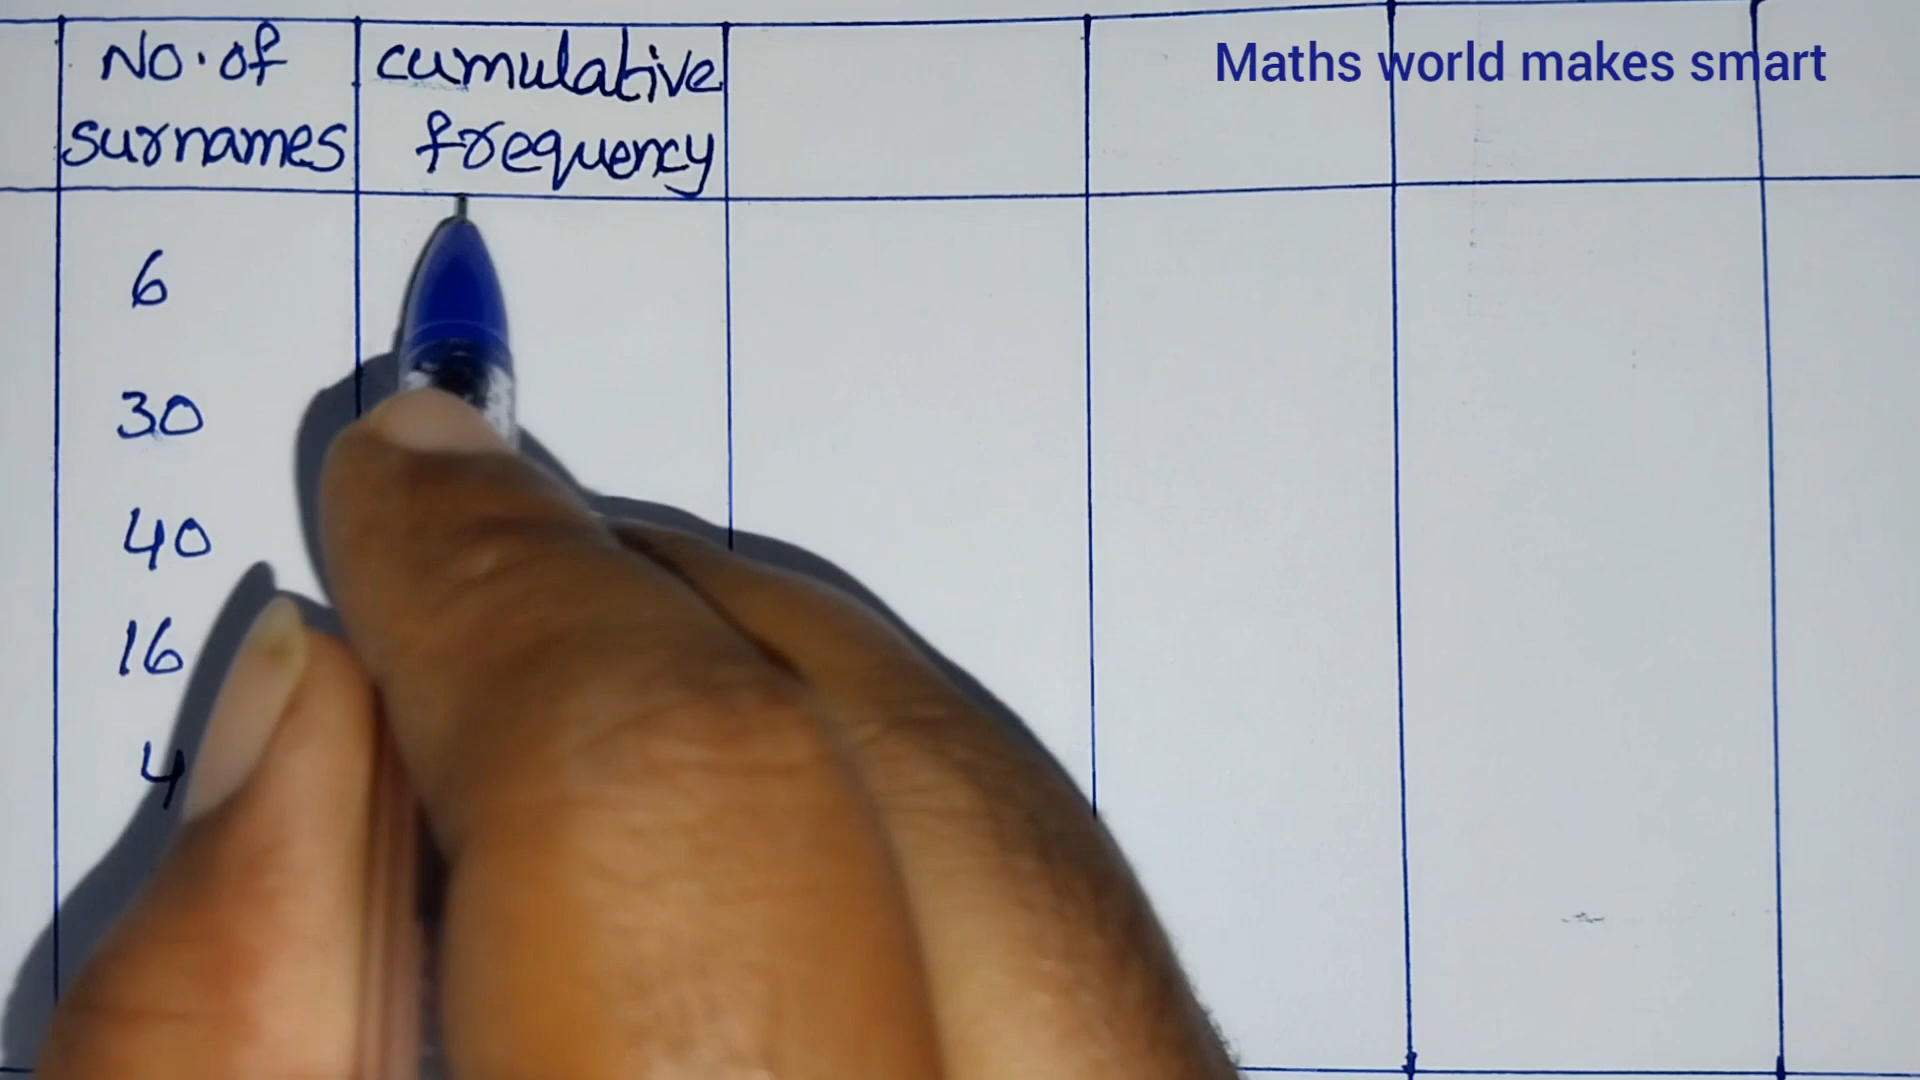 No. of
surnames
cumulative
frequency
Maths world makes smart
6
30
40
16
4